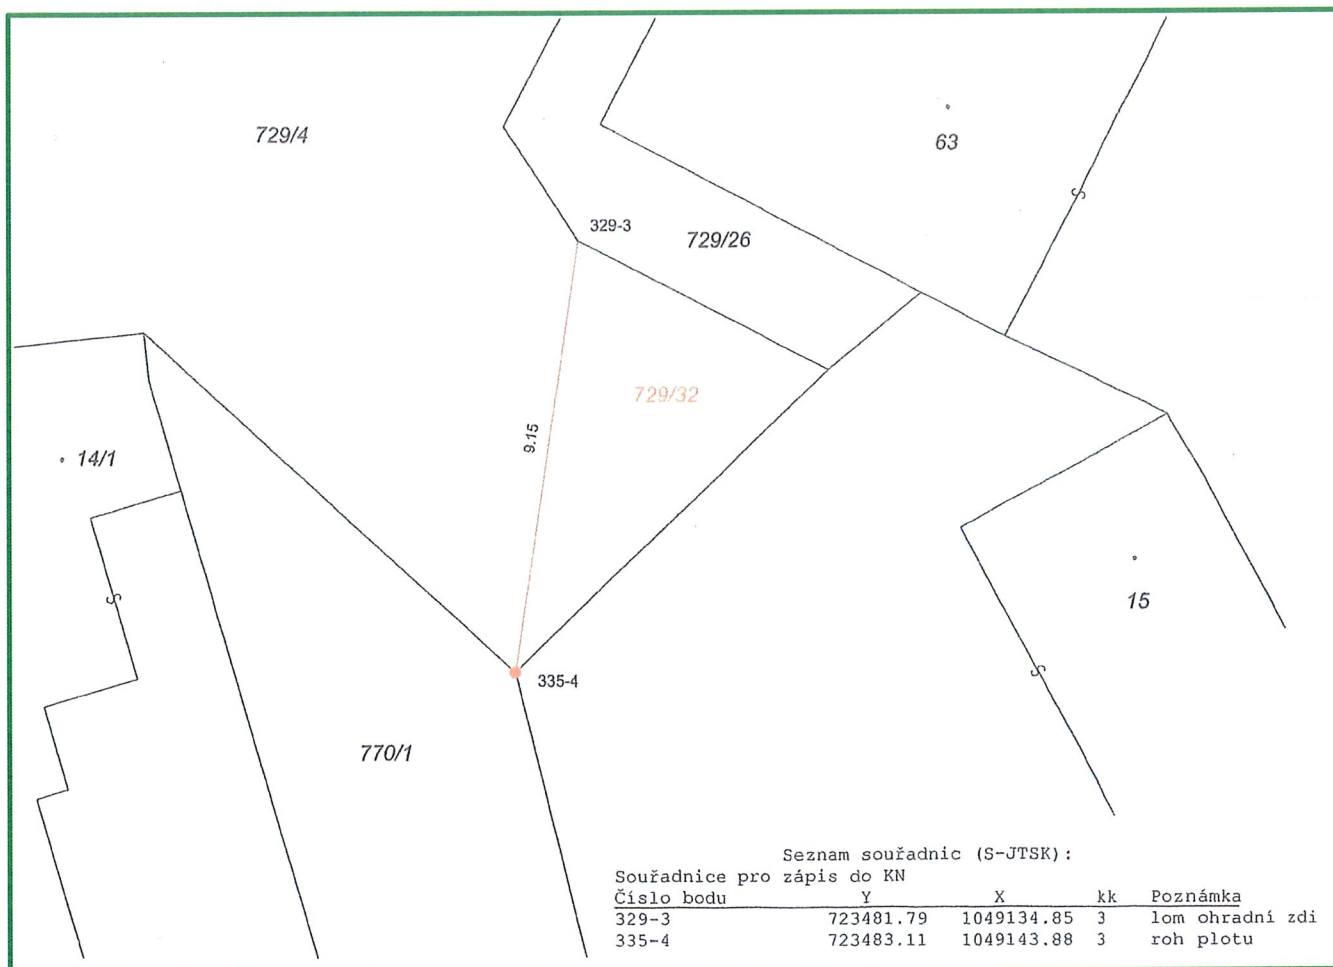 729/4
63
S
329-3
729/26
729/32
9.15
14/1
S
15
S
335-4
770/1
Seznam souřadnic (S-JTSK):
Souřadnice pro zápis do KN
Číslo bodu Y X kk Poznámka
329-3 723481.79 1049134.85 3 lom ohradní zdi
335-4 723483.11 1049143.88 3 roh plotu